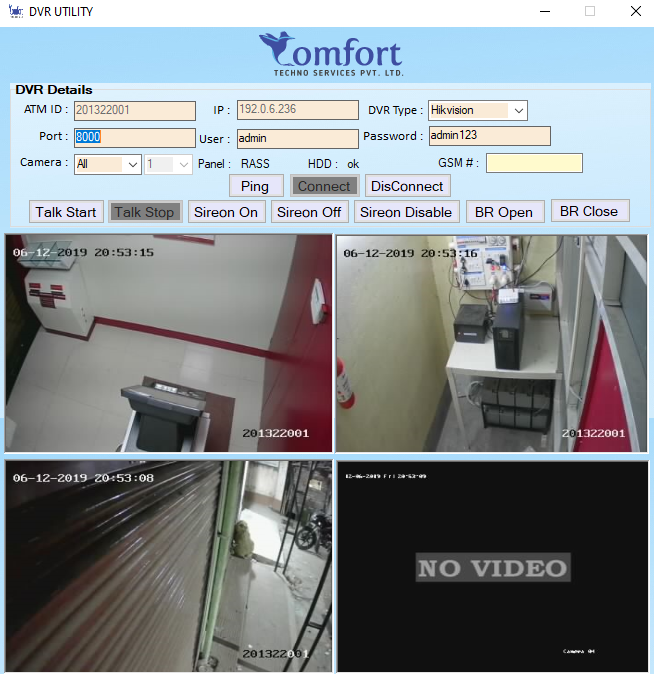 DVR UTILITY
Comfort
TECHNO SERVICES PVT. LTD.
DVR Details
ATM ID : 201322001 IP : 192.0.6.236 DVR Type : Hikvision
Port : 8000 User : admin Password : admin123
Camera : All 1 Panel : RASS HDD : ok GSM # :
Ping Connect DisConnect
Talk Start Talk Stop Sireon On Sireon Off Sireon Disable BR Open BR Close
06-12-2019 20:53:15
201322001
06-12-2019 20:53:16
201322001
06-12-2019 20:53:08
201322001
12-06-2019 Fri 20:53:09
NO VIDEO
Camera 04